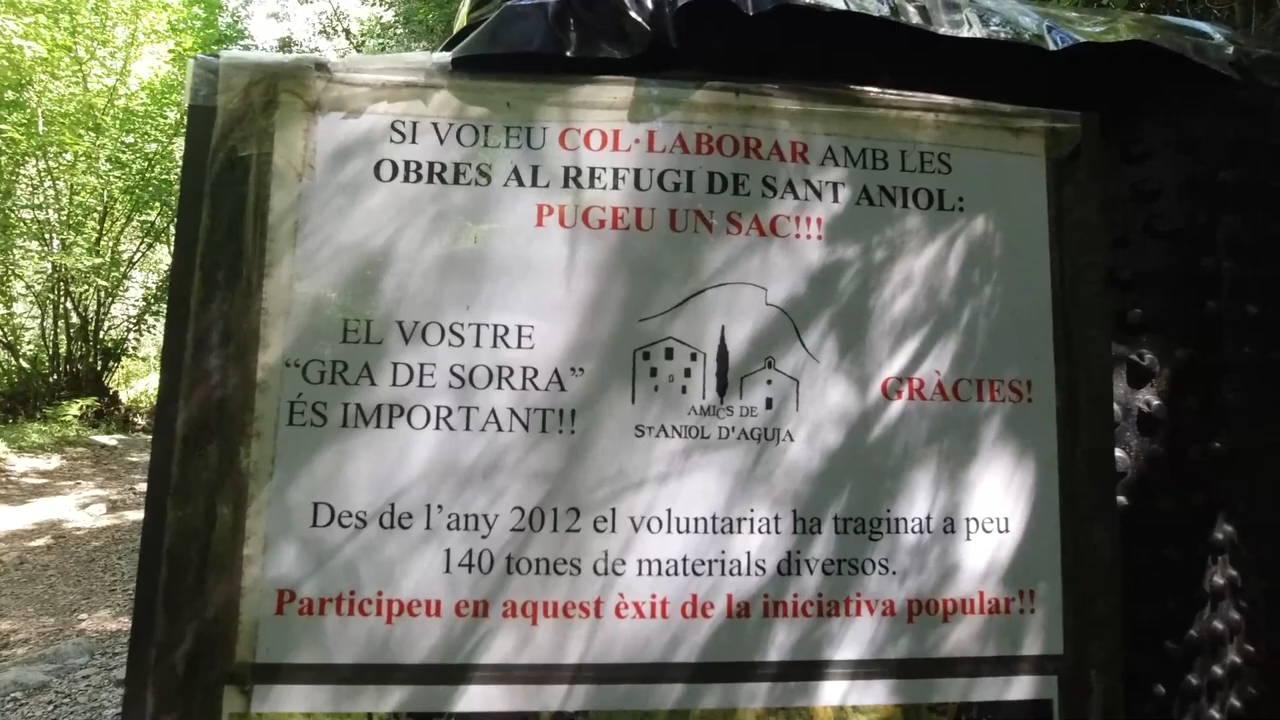 SI VOLEU COL·LABORAR AMB LES
OBRES AL REFUGI DE SANT ANIOL:
PUGEU UN SAC!!!
EL VOSTRE
“GRA DE SORRA”
ÉS IMPORTANT!!
AMICS DE
ST ANIOL D'AGUJA
GRÀCIES!
Des de l’any 2012 el voluntariat ha traginat a peu
140 tones de materials diversos.
Participeu en aquest èxit de la iniciativa popular!!